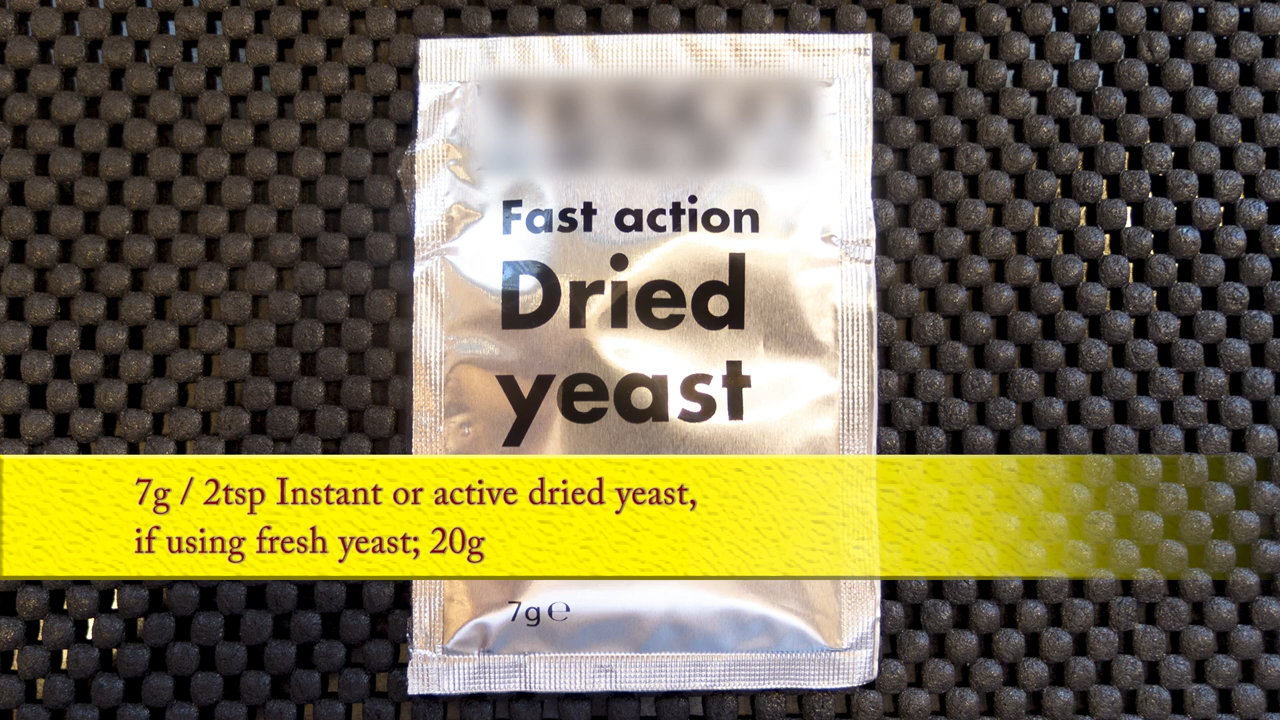 Fast action
Dried
yeast
7g / 2tsp Instant or active dried yeast,
if using fresh yeast; 20g
7g ℮